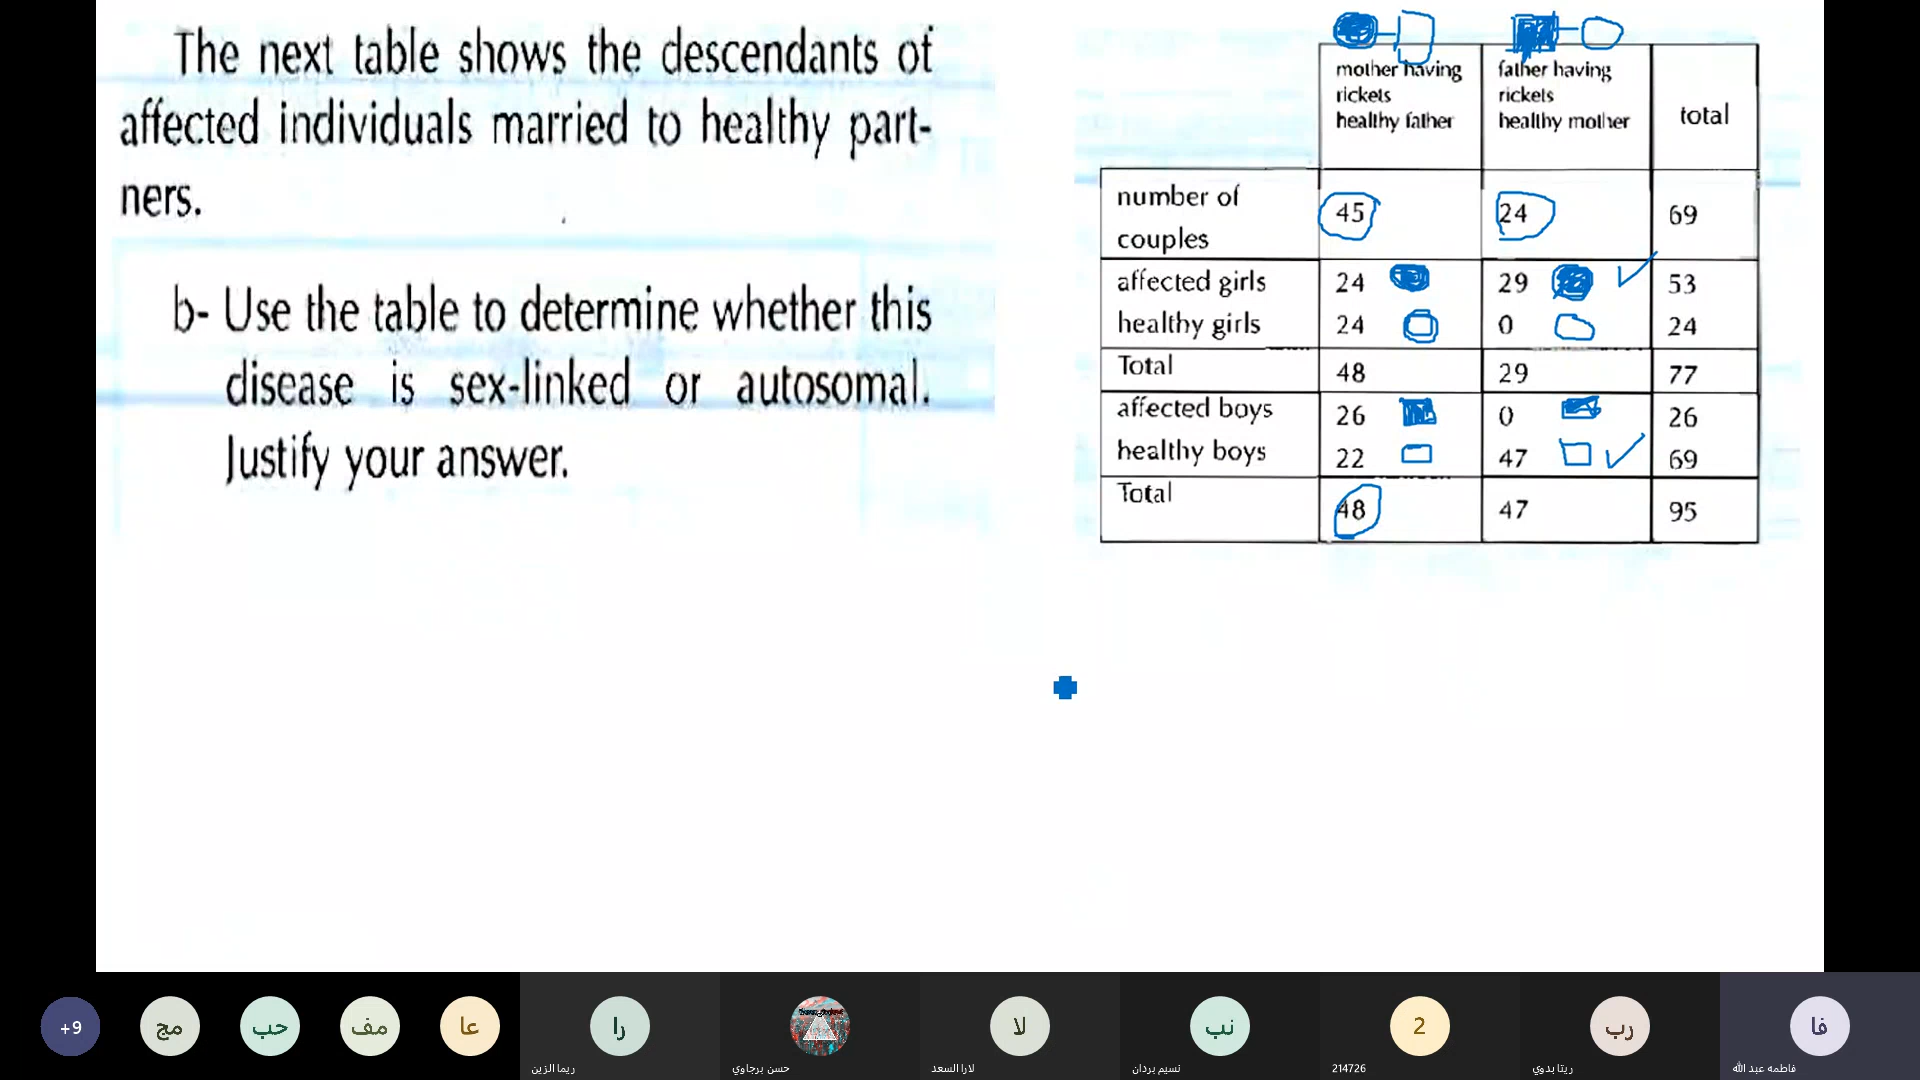 The next table shows the descendants of
affected individuals married to healthy part-
ners.
b- Use the table to determine whether this
disease is sex-linked or autosomal.
Justify your answer.
mother having rickets healthy father
father having rickets healthy mother
total
number of couples 45 24 69
affected girls 24 29 53
healthy girls 24 0 24
Total 48 29 77
affected boys 26 0 26
healthy boys 22 47 69
Total 48 47 95
+9
مج
حب
مف
عا
را
لا
نب
2
رب
فا
ريما الزين
حسن برجاوي
لارا السعد
نسيم بردان
214726
ريتا بدوي
فاطمه عبد الله